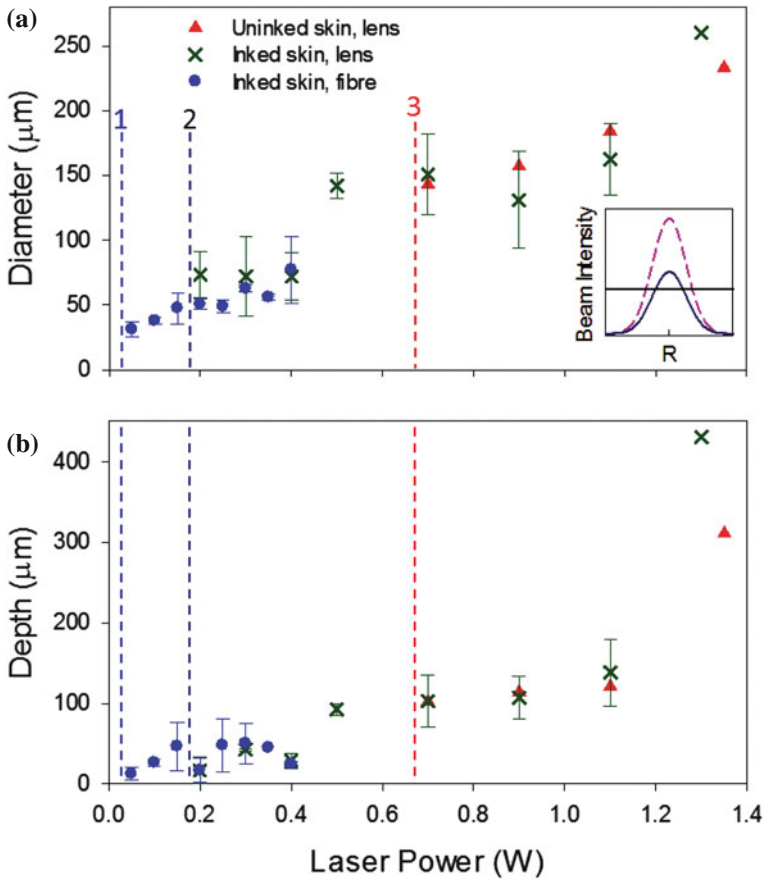 (a)
Uninked skin, lens
Inked skin, lens
Inked skin, fibre
250
200
150
100
50
0
Diameter (μm)
1
2
3
Beam Intensity
R
(b)
400
300
200
100
0
Depth (μm)
0.0 0.2 0.4 0.6 0.8 1.0 1.2 1.4
Laser Power (W)